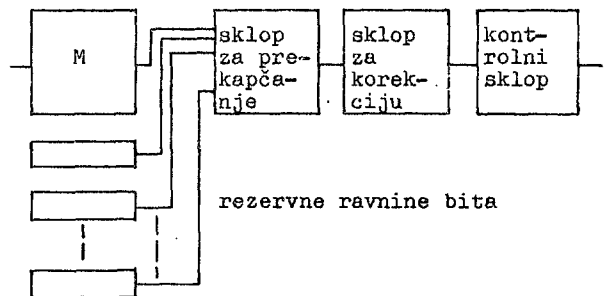 M
sklop
za pre-
kapča-
nje
sklop
za
korek-
ciju
kont-
rolni
sklop
rezervne ravnine bita